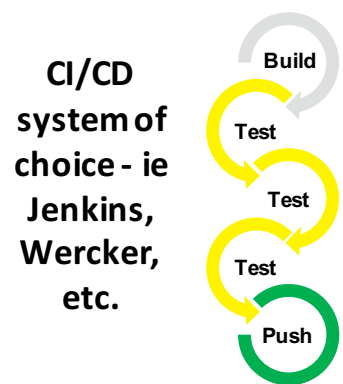 CI/CD
system of
choice - ie
Jenkins,
Wercker,
etc.
Build
Test
Test
Test
Push